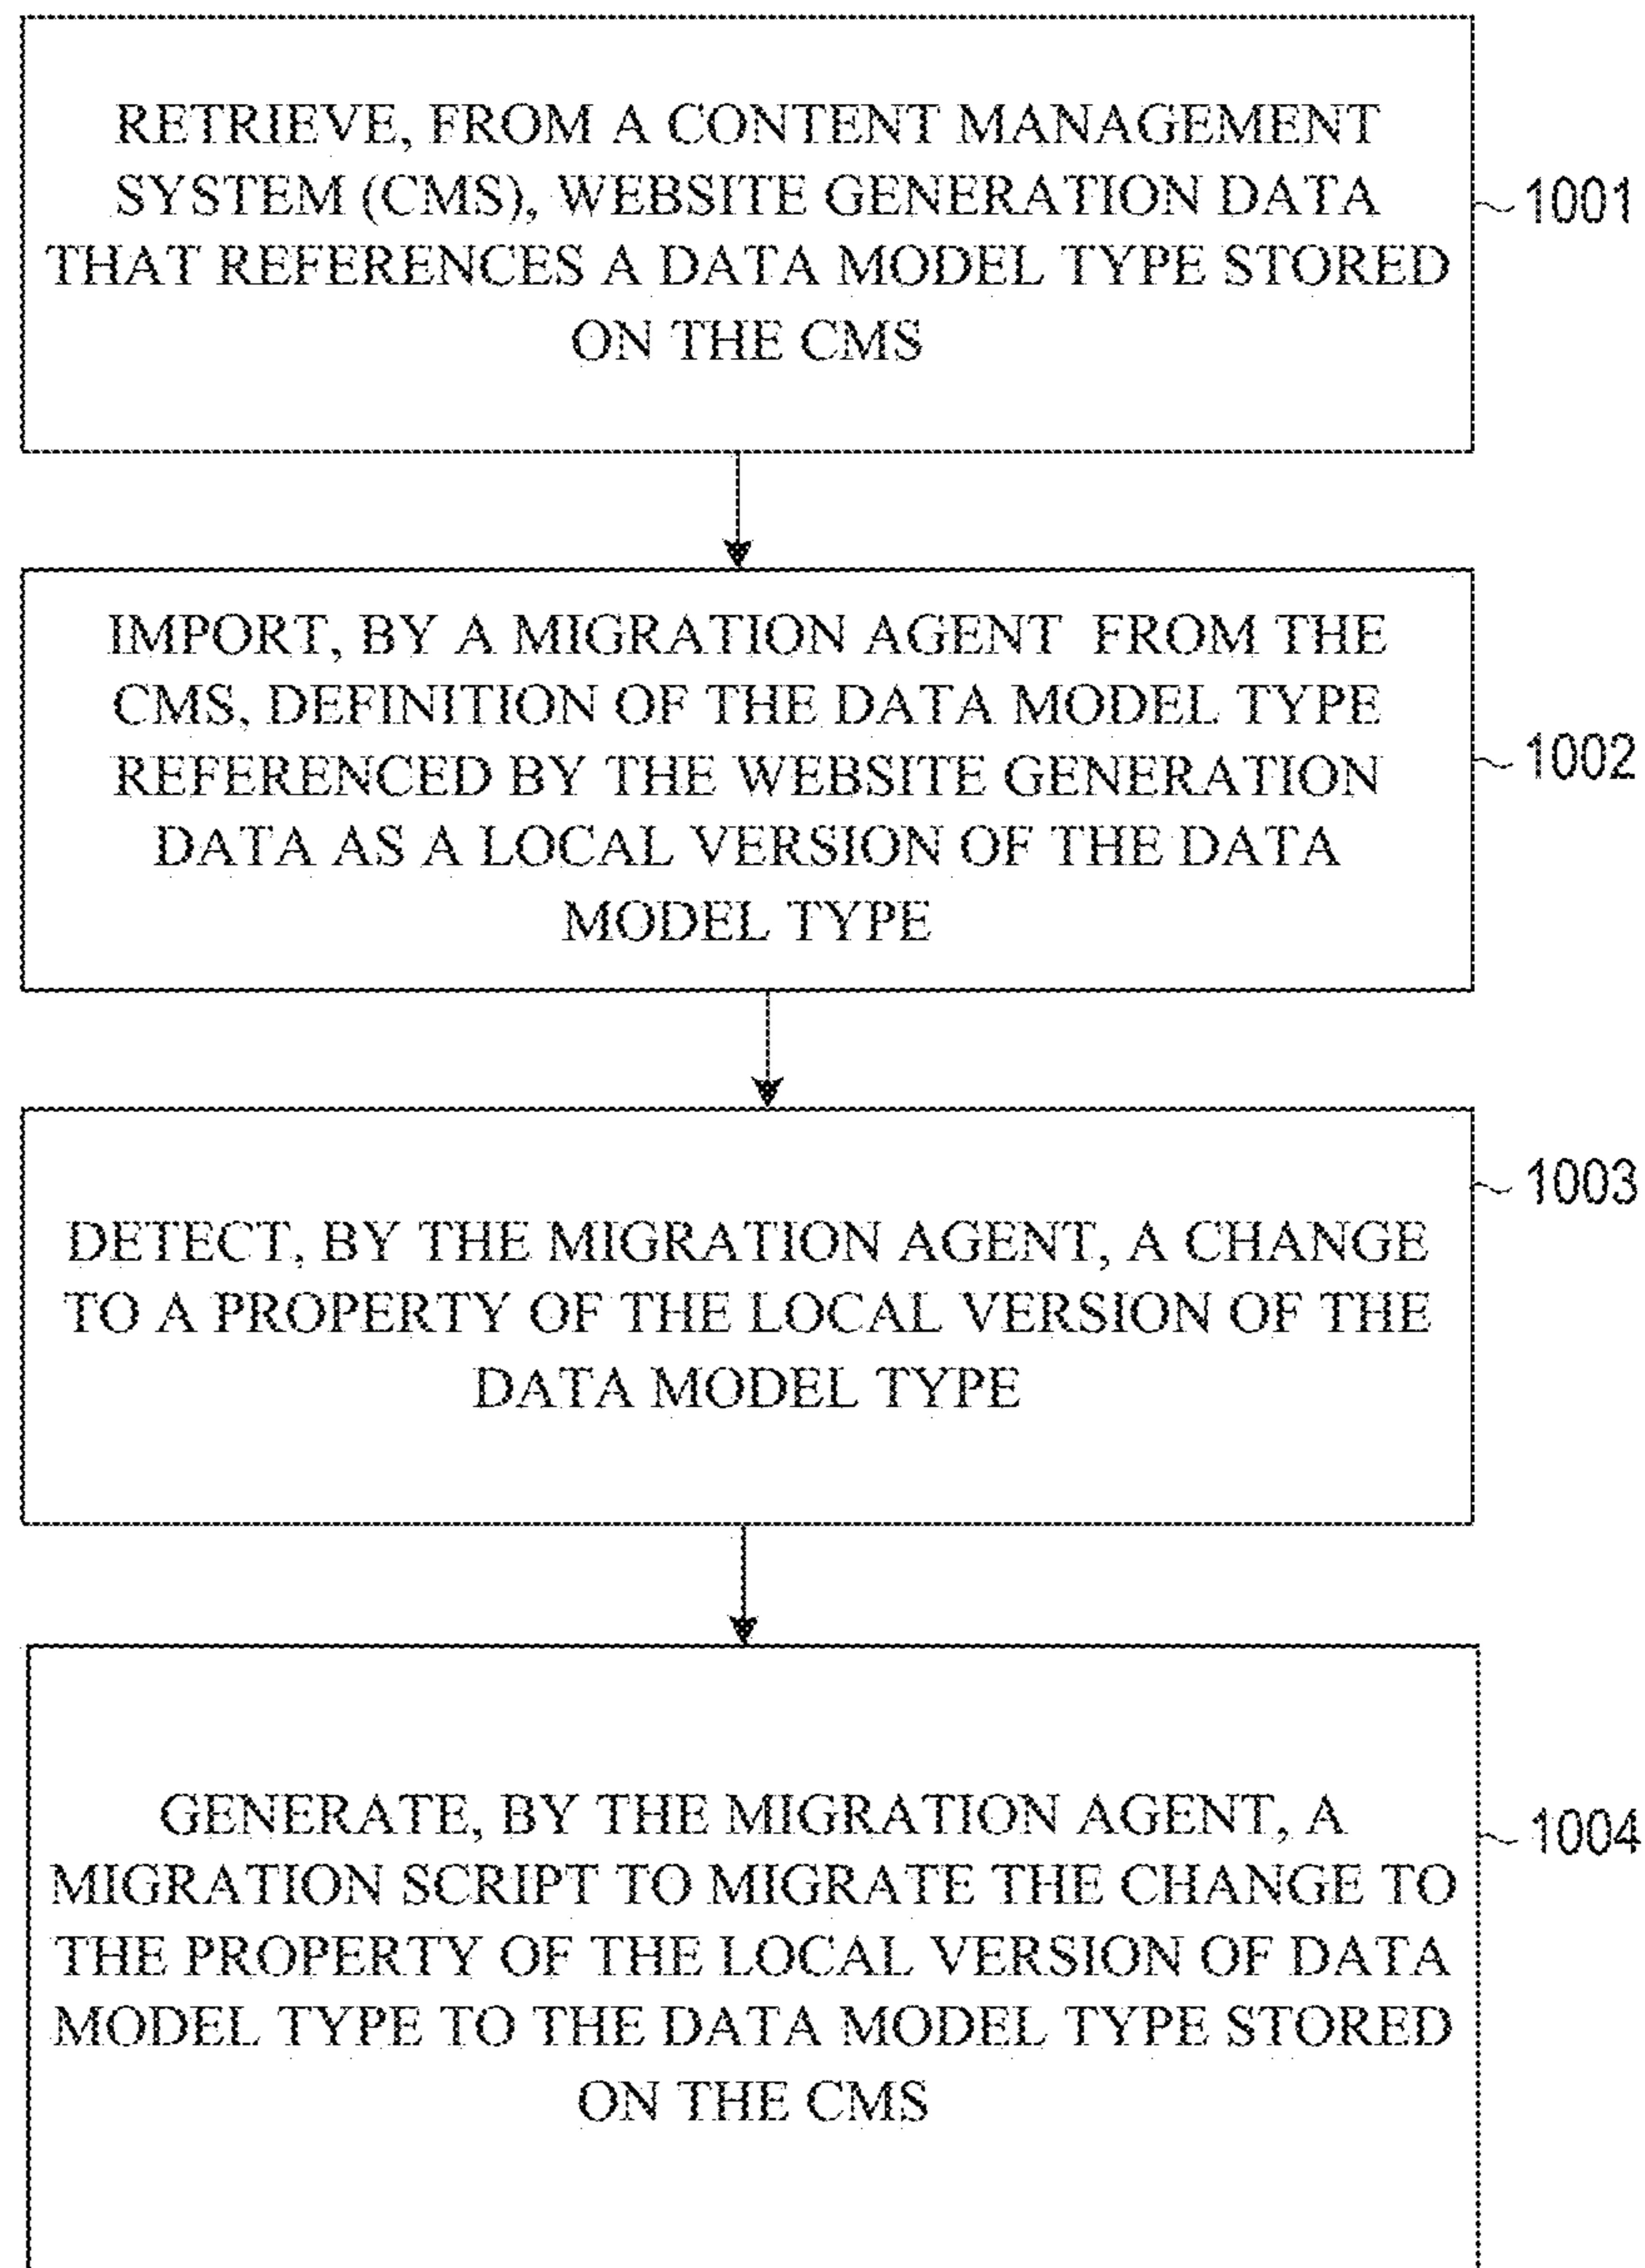 RETRIEVE, FROM A CONTENT MANAGEMENT
SYSTEM (CMS), WEBSITE GENERATION DATA
THAT REFERENCES A DATA MODEL TYPE STORED
ON THE CMS
1001
IMPORT, BY A MIGRATION AGENT FROM THE
CMS, DEFINITION OF THE DATA MODEL TYPE
REFERENCED BY THE WEBSITE GENERATION
DATA AS A LOCAL VERSION OF THE DATA
MODEL TYPE
1002
DETECT, BY THE MIGRATION AGENT, A CHANGE
TO A PROPERTY OF THE LOCAL VERSION OF THE
DATA MODEL TYPE
1003
GENERATE, BY THE MIGRATION AGENT, A
MIGRATION SCRIPT TO MIGRATE THE CHANGE TO
THE PROPERTY OF THE LOCAL VERSION OF DATA
MODEL TYPE TO THE DATA MODEL TYPE STORED
ON THE CMS
1004